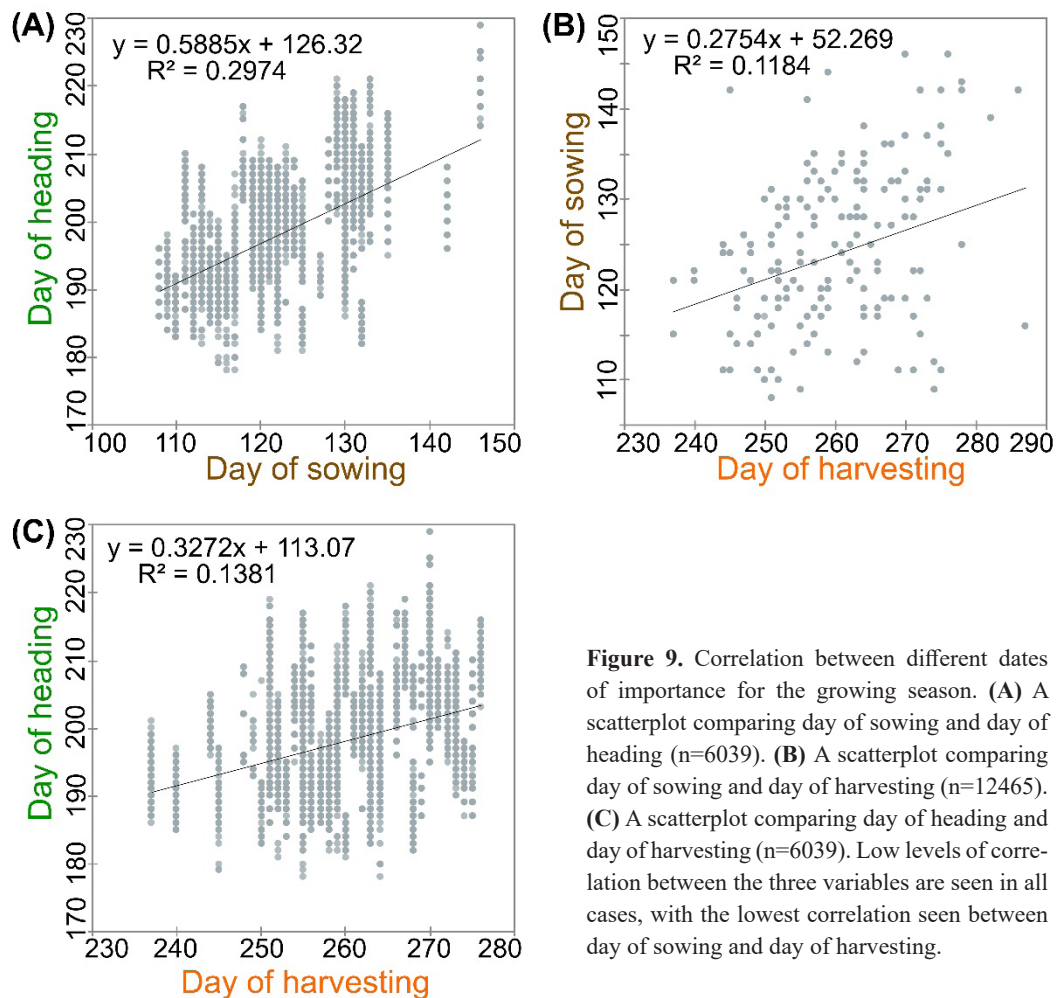 (A)
y = 0.5885x + 126.32
R² = 0.2974
Day of heading
230
220
210
200
190
180
170
100 110 120 130 140 150
Day of sowing
(B)
y = 0.2754x + 52.269
R² = 0.1184
Day of sowing
150
140
130
120
110
230 240 250 260 270 280 290
Day of harvesting
(C)
y = 0.3272x + 113.07
R² = 0.1381
Day of heading
230
220
210
200
190
180
170
230 240 250 260 270 280
Day of harvesting
Figure 9. Correlation between different dates
of importance for the growing season. (A) A
scatterplot comparing day of sowing and day of
heading (n=6039). (B) A scatterplot comparing
day of sowing and day of harvesting (n=12465).
(C) A scatterplot comparing day of heading and
day of harvesting (n=6039). Low levels of corre-
lation between the three variables are seen in all
cases, with the lowest correlation seen between
day of sowing and day of harvesting.